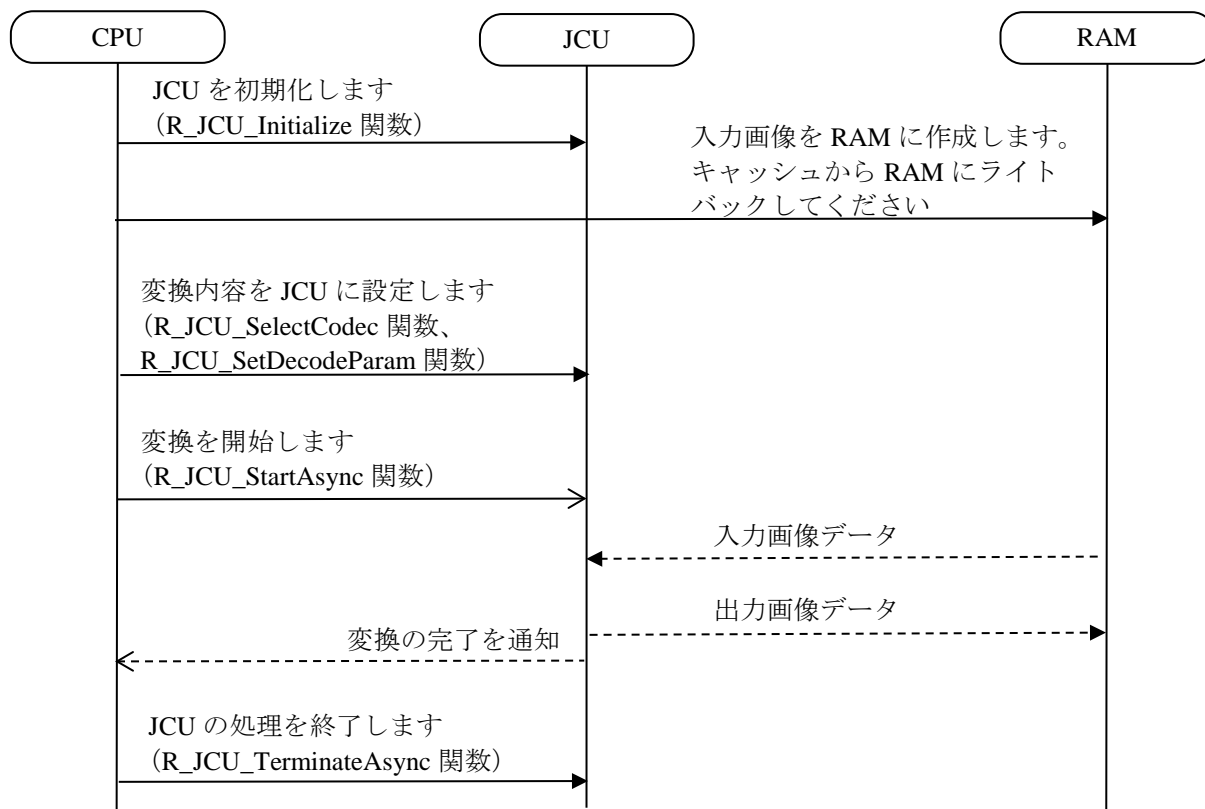 CPU
JCU
RAM
JCU を初期化します
（R_JCU_Initialize 関数）
入力画像を RAM に作成します。
キャッシュから RAM にライト
バックしてください
変換内容を JCU に設定します
（R_JCU_SelectCodec 関数、
R_JCU_SetDecodeParam 関数）
変換を開始します
（R_JCU_StartAsync 関数）
入力画像データ
出力画像データ
変換の完了を通知
JCU の処理を終了します
（R_JCU_TerminateAsync 関数）